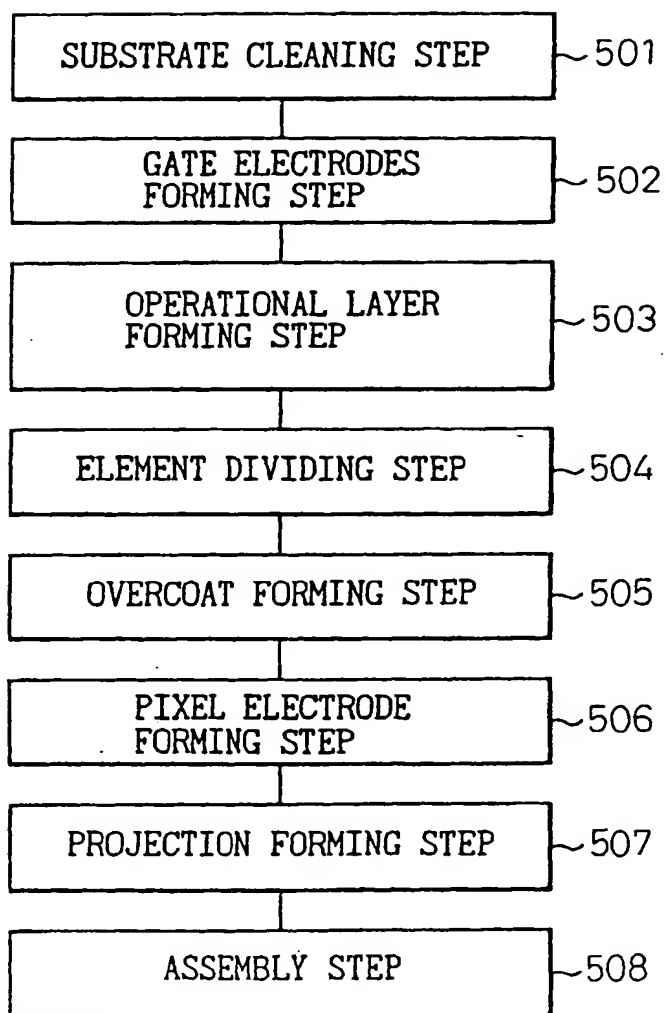 SUBSTRATE CLEANING STEP 501
GATE ELECTRODES
FORMING STEP
502
OPERATIONAL LAYER
FORMING STEP
503
ELEMENT DIVIDING STEP 504
OVERCOAT FORMING STEP 505
PIXEL ELECTRODE
FORMING STEP
506
PROJECTION FORMING STEP 507
ASSEMBLY STEP 508